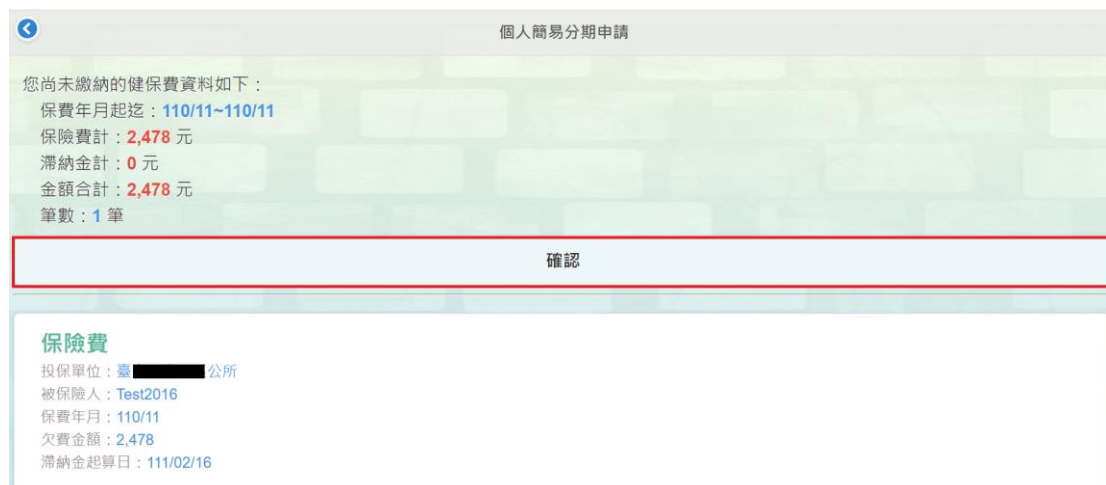 個人簡易分期申請
您尚未繳納的健保費資料如下：
保費年月起迄：110/11~110/11
保險費計：2,478 元
滯納金計：0 元
金額合計：2,478 元
筆數：1 筆
確認
保險費
投保單位：臺 公所
被保險人：Test2016
保費年月：110/11
欠費金額：2,478
滯納金起算日：111/02/16